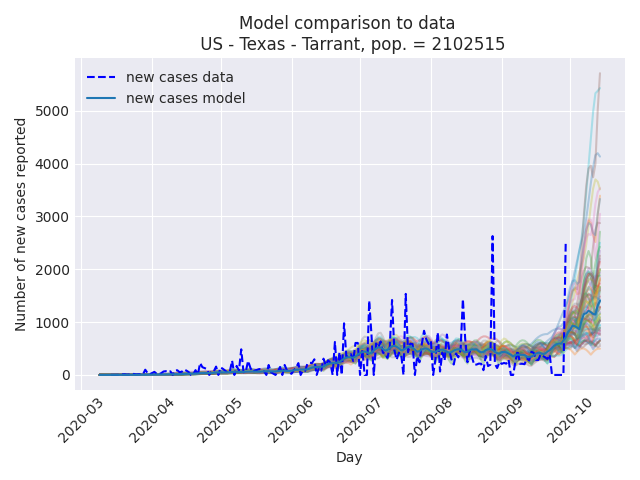 Model comparison to data
US - Texas - Tarrant, pop. = 2102515
new cases data
new cases model
Number of new cases reported
5000
4000
3000
2000
1000
0
2020-03
2020-04
2020-05
2020-06
2020-07
2020-08
2020-09
2020-10
Day